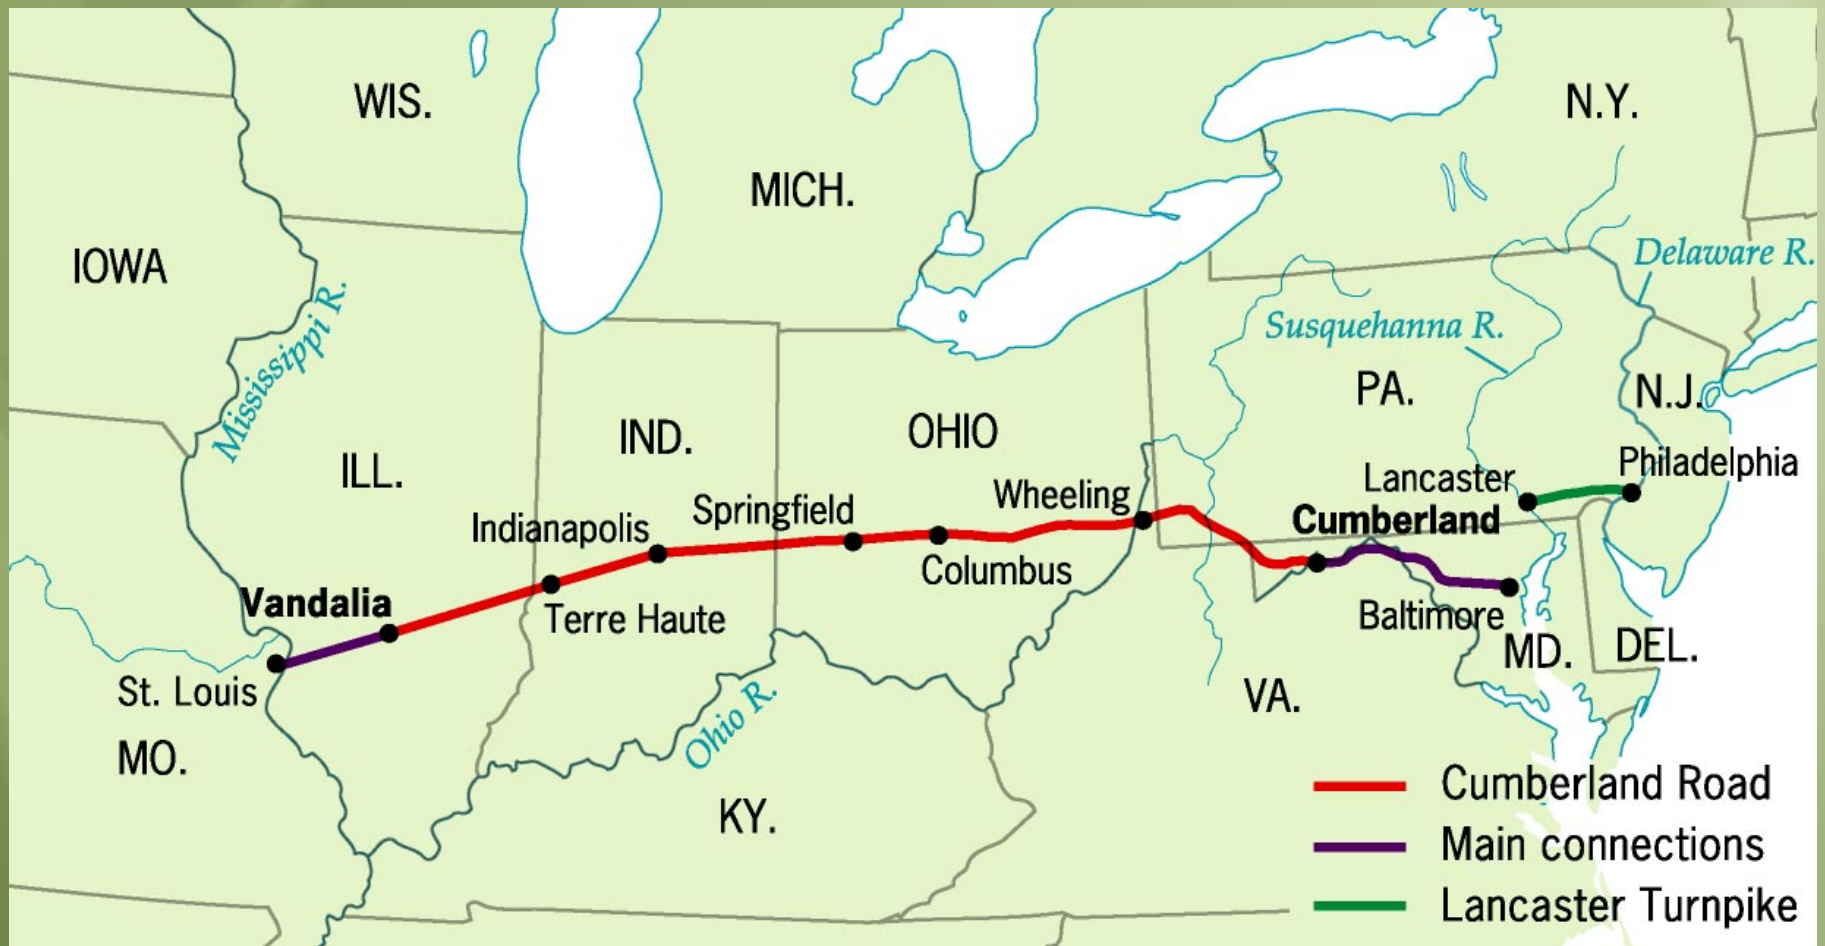 WIS.
N.Y.
MICH.
IOWA
Delaware R.
Mississippi R.
Susquehanna R.
PA.
N.J.
IND.
OHIO
ILL.
Philadelphia
Lancaster
Wheeling
Springfield
Cumberland
Indianapolis
Columbus
Vandalia
Terre Haute
Baltimore
MD.
DEL.
St. Louis
VA.
Ohio R.
MO.
KY.
Cumberland Road
Main connections
Lancaster Turnpike